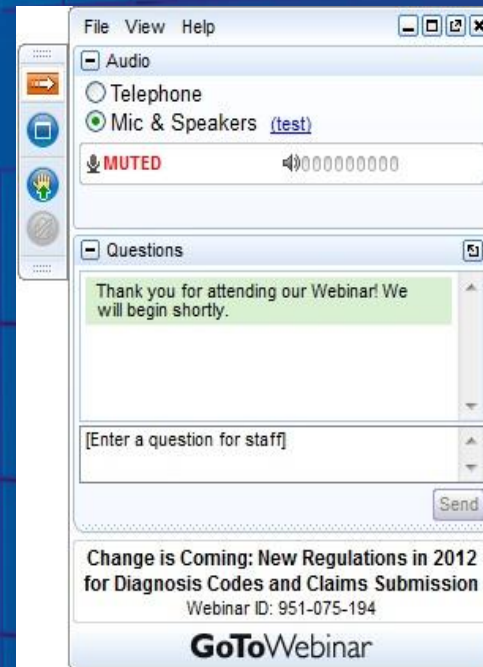 File View Help
Audio
Telephone
Mic & Speakers (test)
MUTED 000000000
Questions
Thank you for attending our Webinar! We
will begin shortly.
[Enter a question for staff]
Send
Change is Coming: New Regulations in 2012
for Diagnosis Codes and Claims Submission
Webinar ID: 951-075-194
GoToWebinar